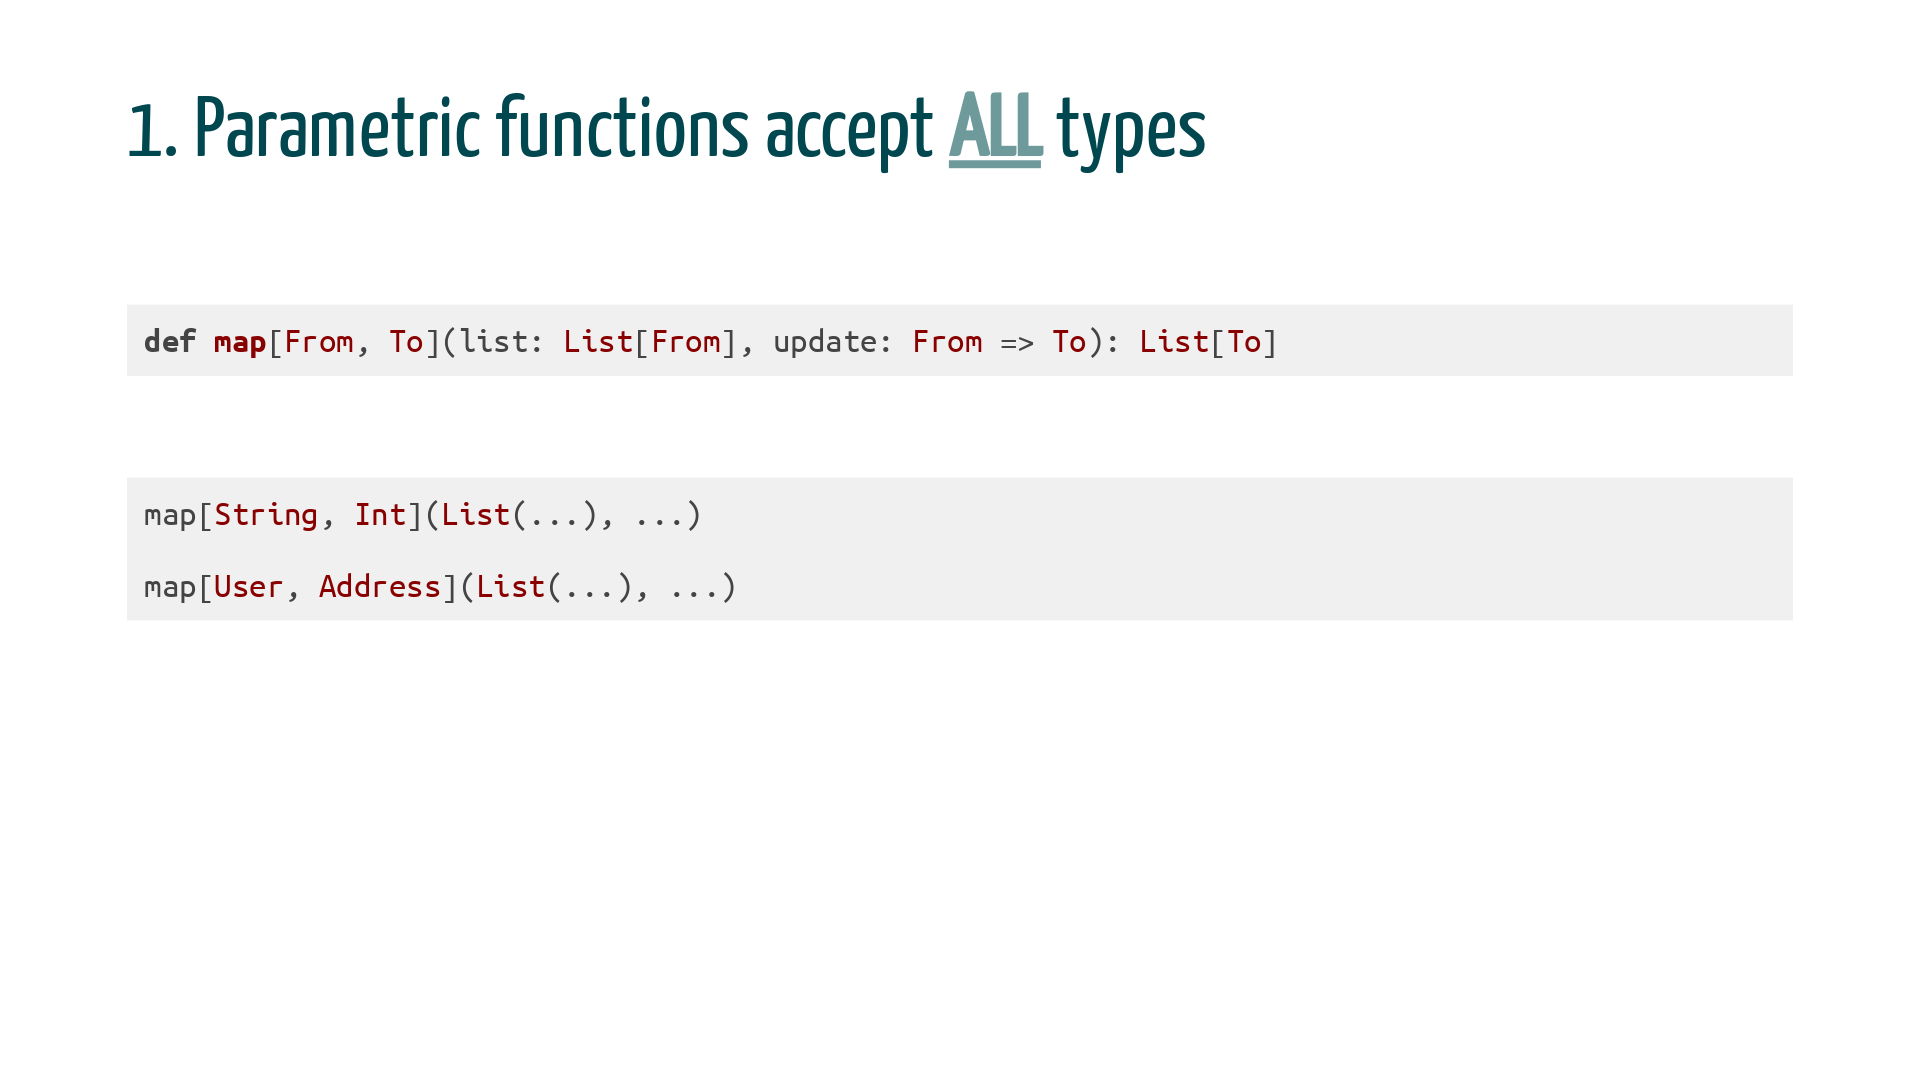 1. Parametric functions accept ALL types
def map[From, To](list: List[From], update: From => To): List[To]
map[String, Int](List(...), ...)
map[User, Address](List(...), ...)